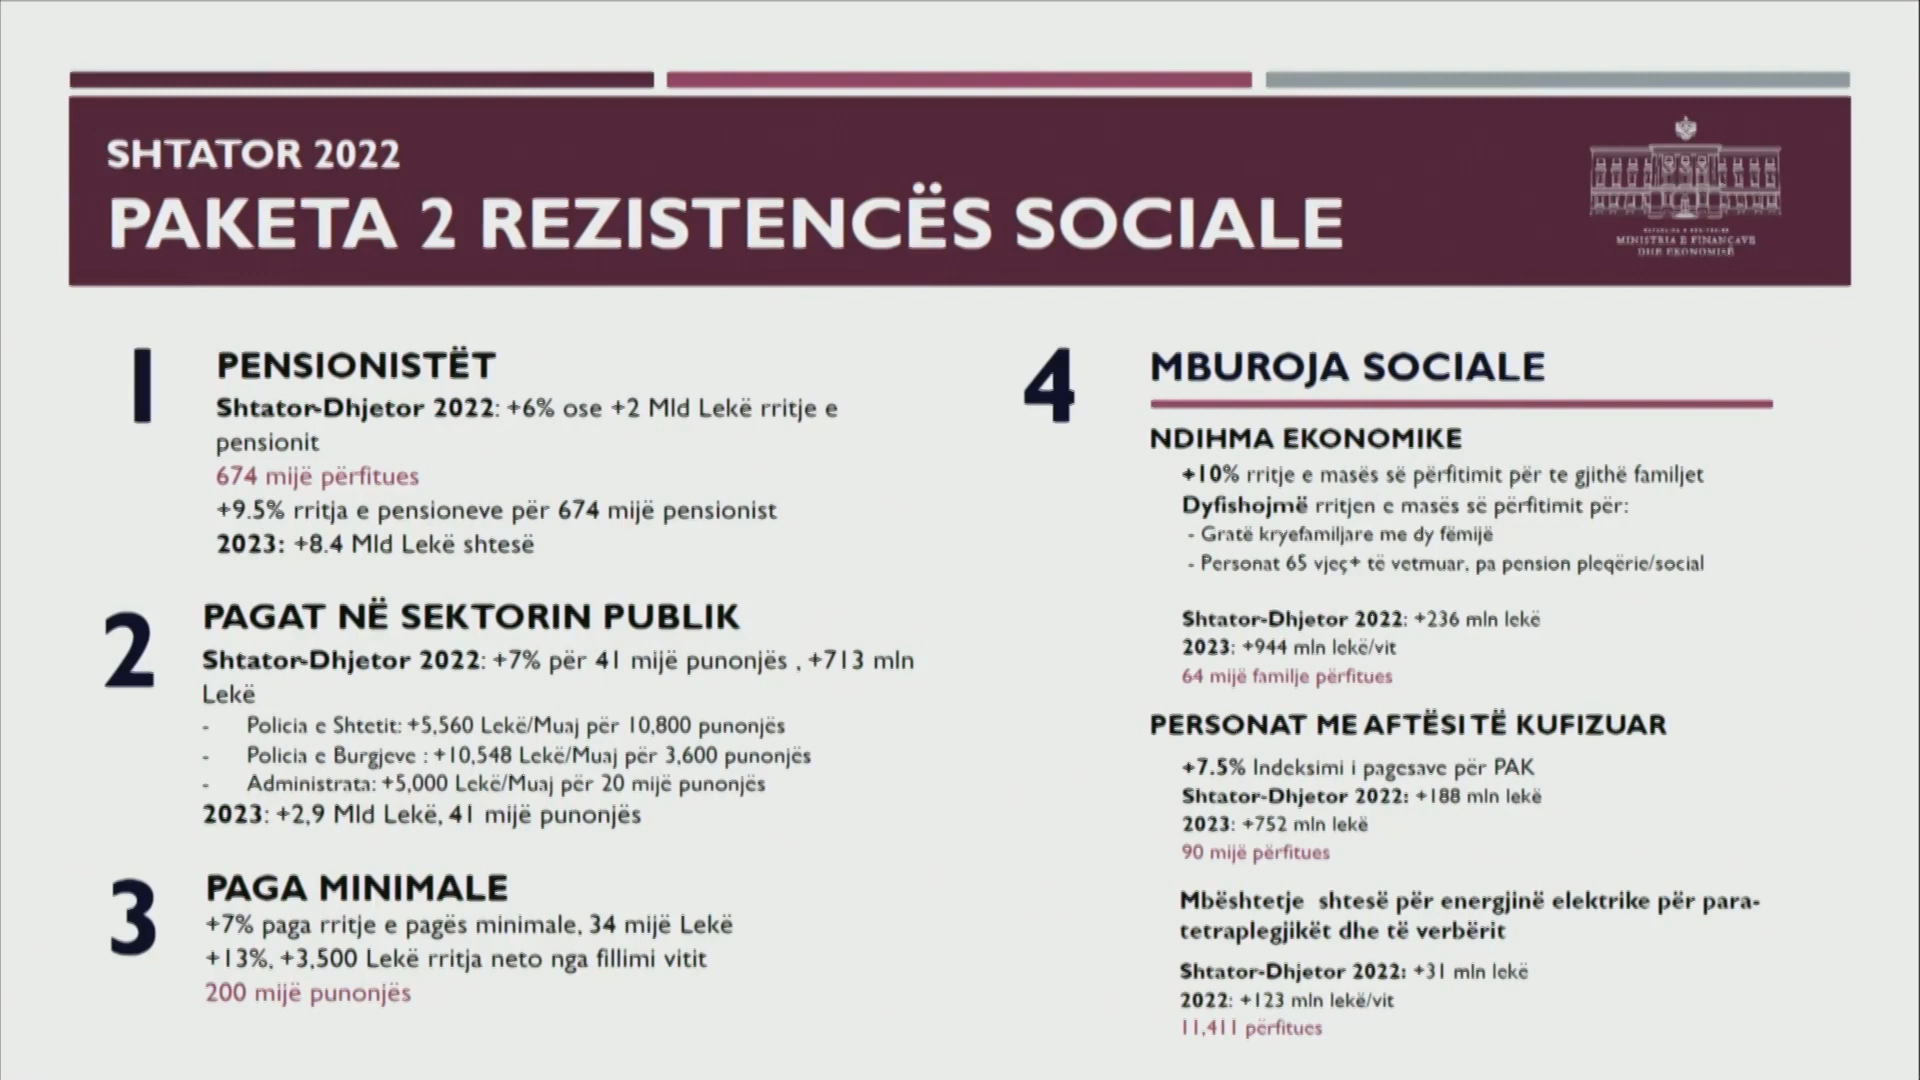 SHTATOR 2022
PAKETA 2 REZISTENCËS SOCIALE
MINISTRIA E FINANCAVE
DHE EKONOMISË
1
PENSIONISTËT
Shtator-Dhjetor 2022: +6% ose +2 Mld Lekë rritje e
pensionit
674 mijë përfitues
+9.5% rritja e pensioneve për 674 mijë pensionist
2023: +8.4 Mld Lekë shtesë
2
PAGAT NË SEKTORIN PUBLIK
Shtator-Dhjetor 2022: +7% për 41 mijë punonjës , +713 mln
Lekë
- Policia e Shtetit: +5,560 Lekë/Muaj për 10,800 punonjës
- Policia e Burgjeve : +10,548 Lekë/Muaj për 3,600 punonjës
- Administrata: +5,000 Lekë/Muaj për 20 mijë punonjës
2023: +2,9 Mld Lekë, 41 mijë punonjës
3
PAGA MINIMALE
+7% paga rritje e pagës minimale, 34 mijë Lekë
+13%, +3,500 Lekë rritja neto nga fillimi vitit
200 mijë punonjës
4
MBUROJA SOCIALE
NDIHMA EKONOMIKE
+10% rritje e masës së përfitimit për te gjithë familjet
Dyfishojmë rritjen e masës së përfitimit për:
- Gratë kryefamiljare me dy fëmijë
- Personat 65 vjeç+ të vetmuar, pa pension pleqërie/social
Shtator-Dhjetor 2022: +236 mln lekë
2023: +944 mln lekë/vit
64 mijë familje përfitues
PERSONAT ME AFTËSI TË KUFIZUAR
+7.5% Indeksimi i pagesave për PAK
Shtator-Dhjetor 2022: +188 mln lekë
2023: +752 mln lekë
90 mijë përfitues
Mbështetje shtesë për energjinë elektrike për para-
tetraplegjikët dhe të verbërit
Shtator-Dhjetor 2022: +31 mln lekë
2022: +123 mln lekë/vit
11,411 përfitues